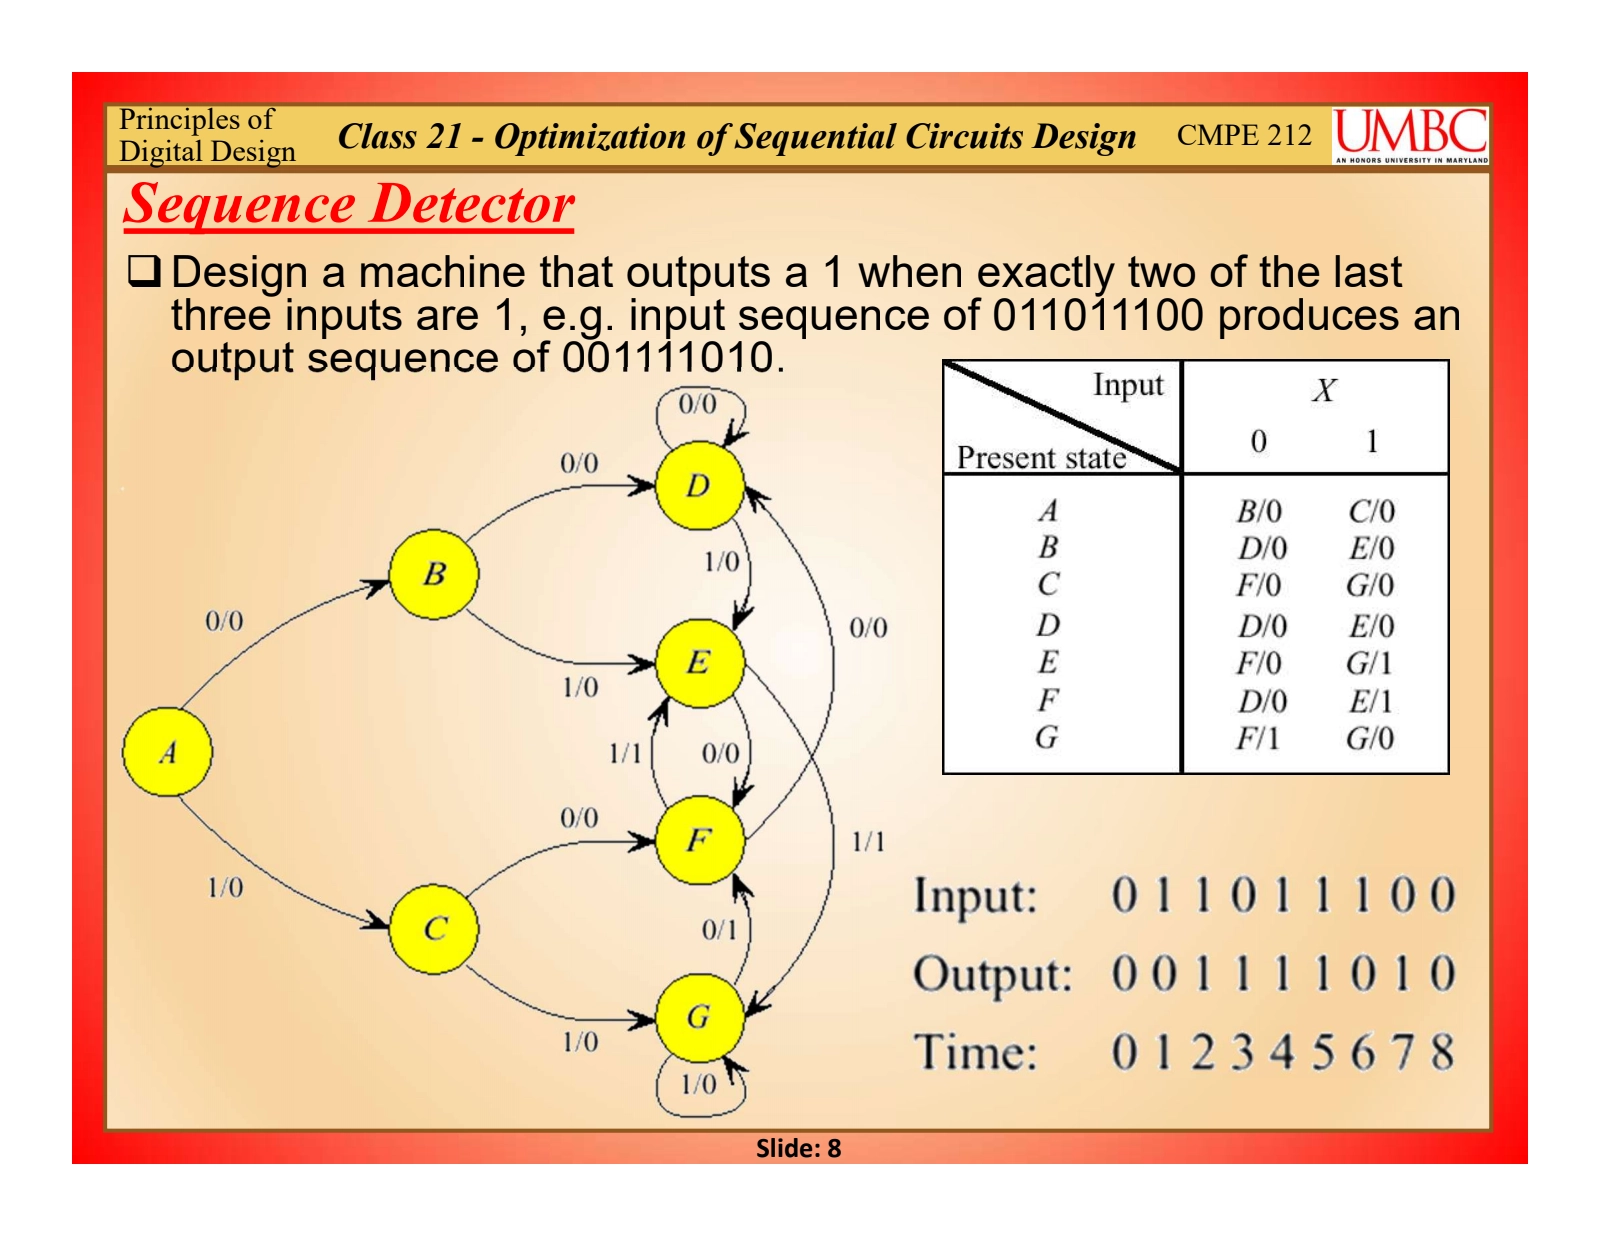 Principles of
Digital Design
Class 21 - Optimization of Sequential Circuits Design
CMPE 212
UMBC
AN HONORS UNIVERSITY IN MARYLAND
Sequence Detector
❑ Design a machine that outputs a 1 when exactly two of the last
three inputs are 1, e.g. input sequence of 011011100 produces an
output sequence of 001111010.
0/0
D
0/0
1/0
B
0/0
0/0
E
1/0
A
1/1
0/0
0/0
F
1/1
1/0
C
0/1
G
1/0
1/0
Input
X
Present state
0 1
A B/0 C/0
B D/0 E/0
C F/0 G/0
D D/0 E/0
E F/0 G/1
F D/0 E/1
G F/1 G/0
Input: 0 1 1 0 1 1 1 0 0
Output: 0 0 1 1 1 1 0 1 0
Time: 0 1 2 3 4 5 6 7 8
Slide: 8